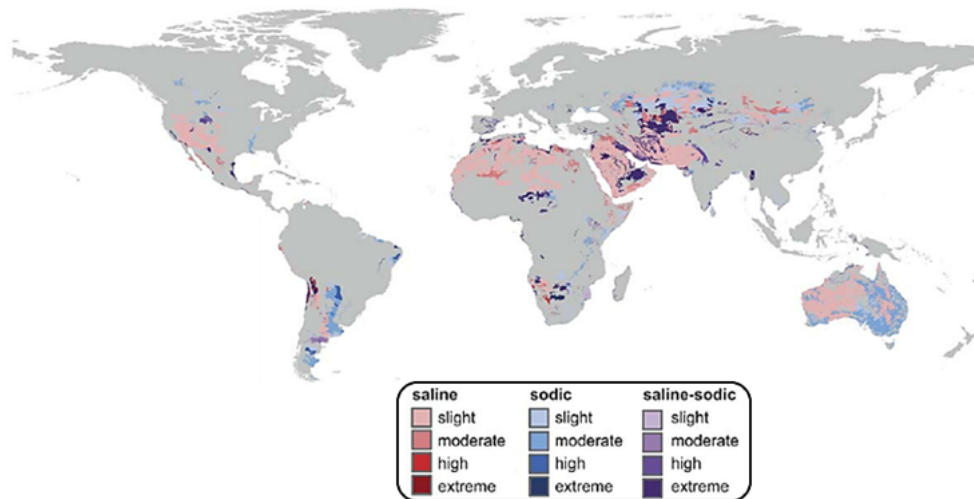 saline sodic saline-sodic
slight slight slight
moderate moderate moderate
high high high
extreme extreme extreme